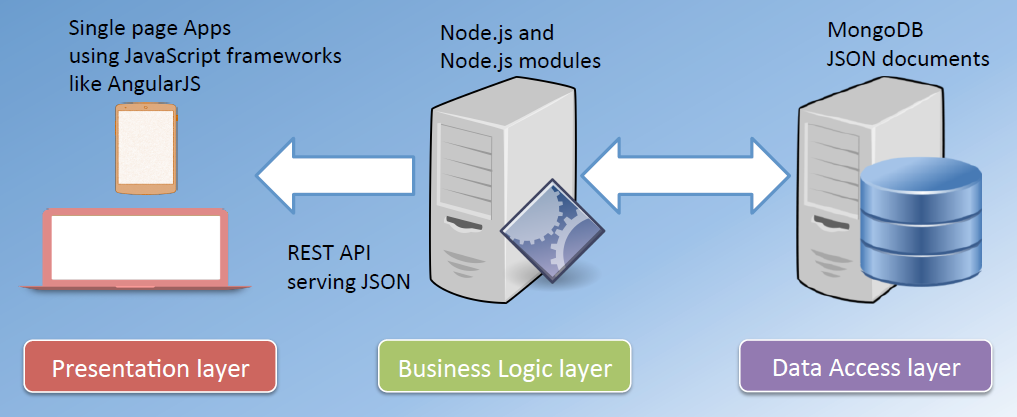 Single page Apps
using JavaScript frameworks
like AngularJS
Node.js and
Node.js modules
MongoDB
JSON documents
REST API
serving JSON
Presentation layer
Business Logic layer
Data Access layer